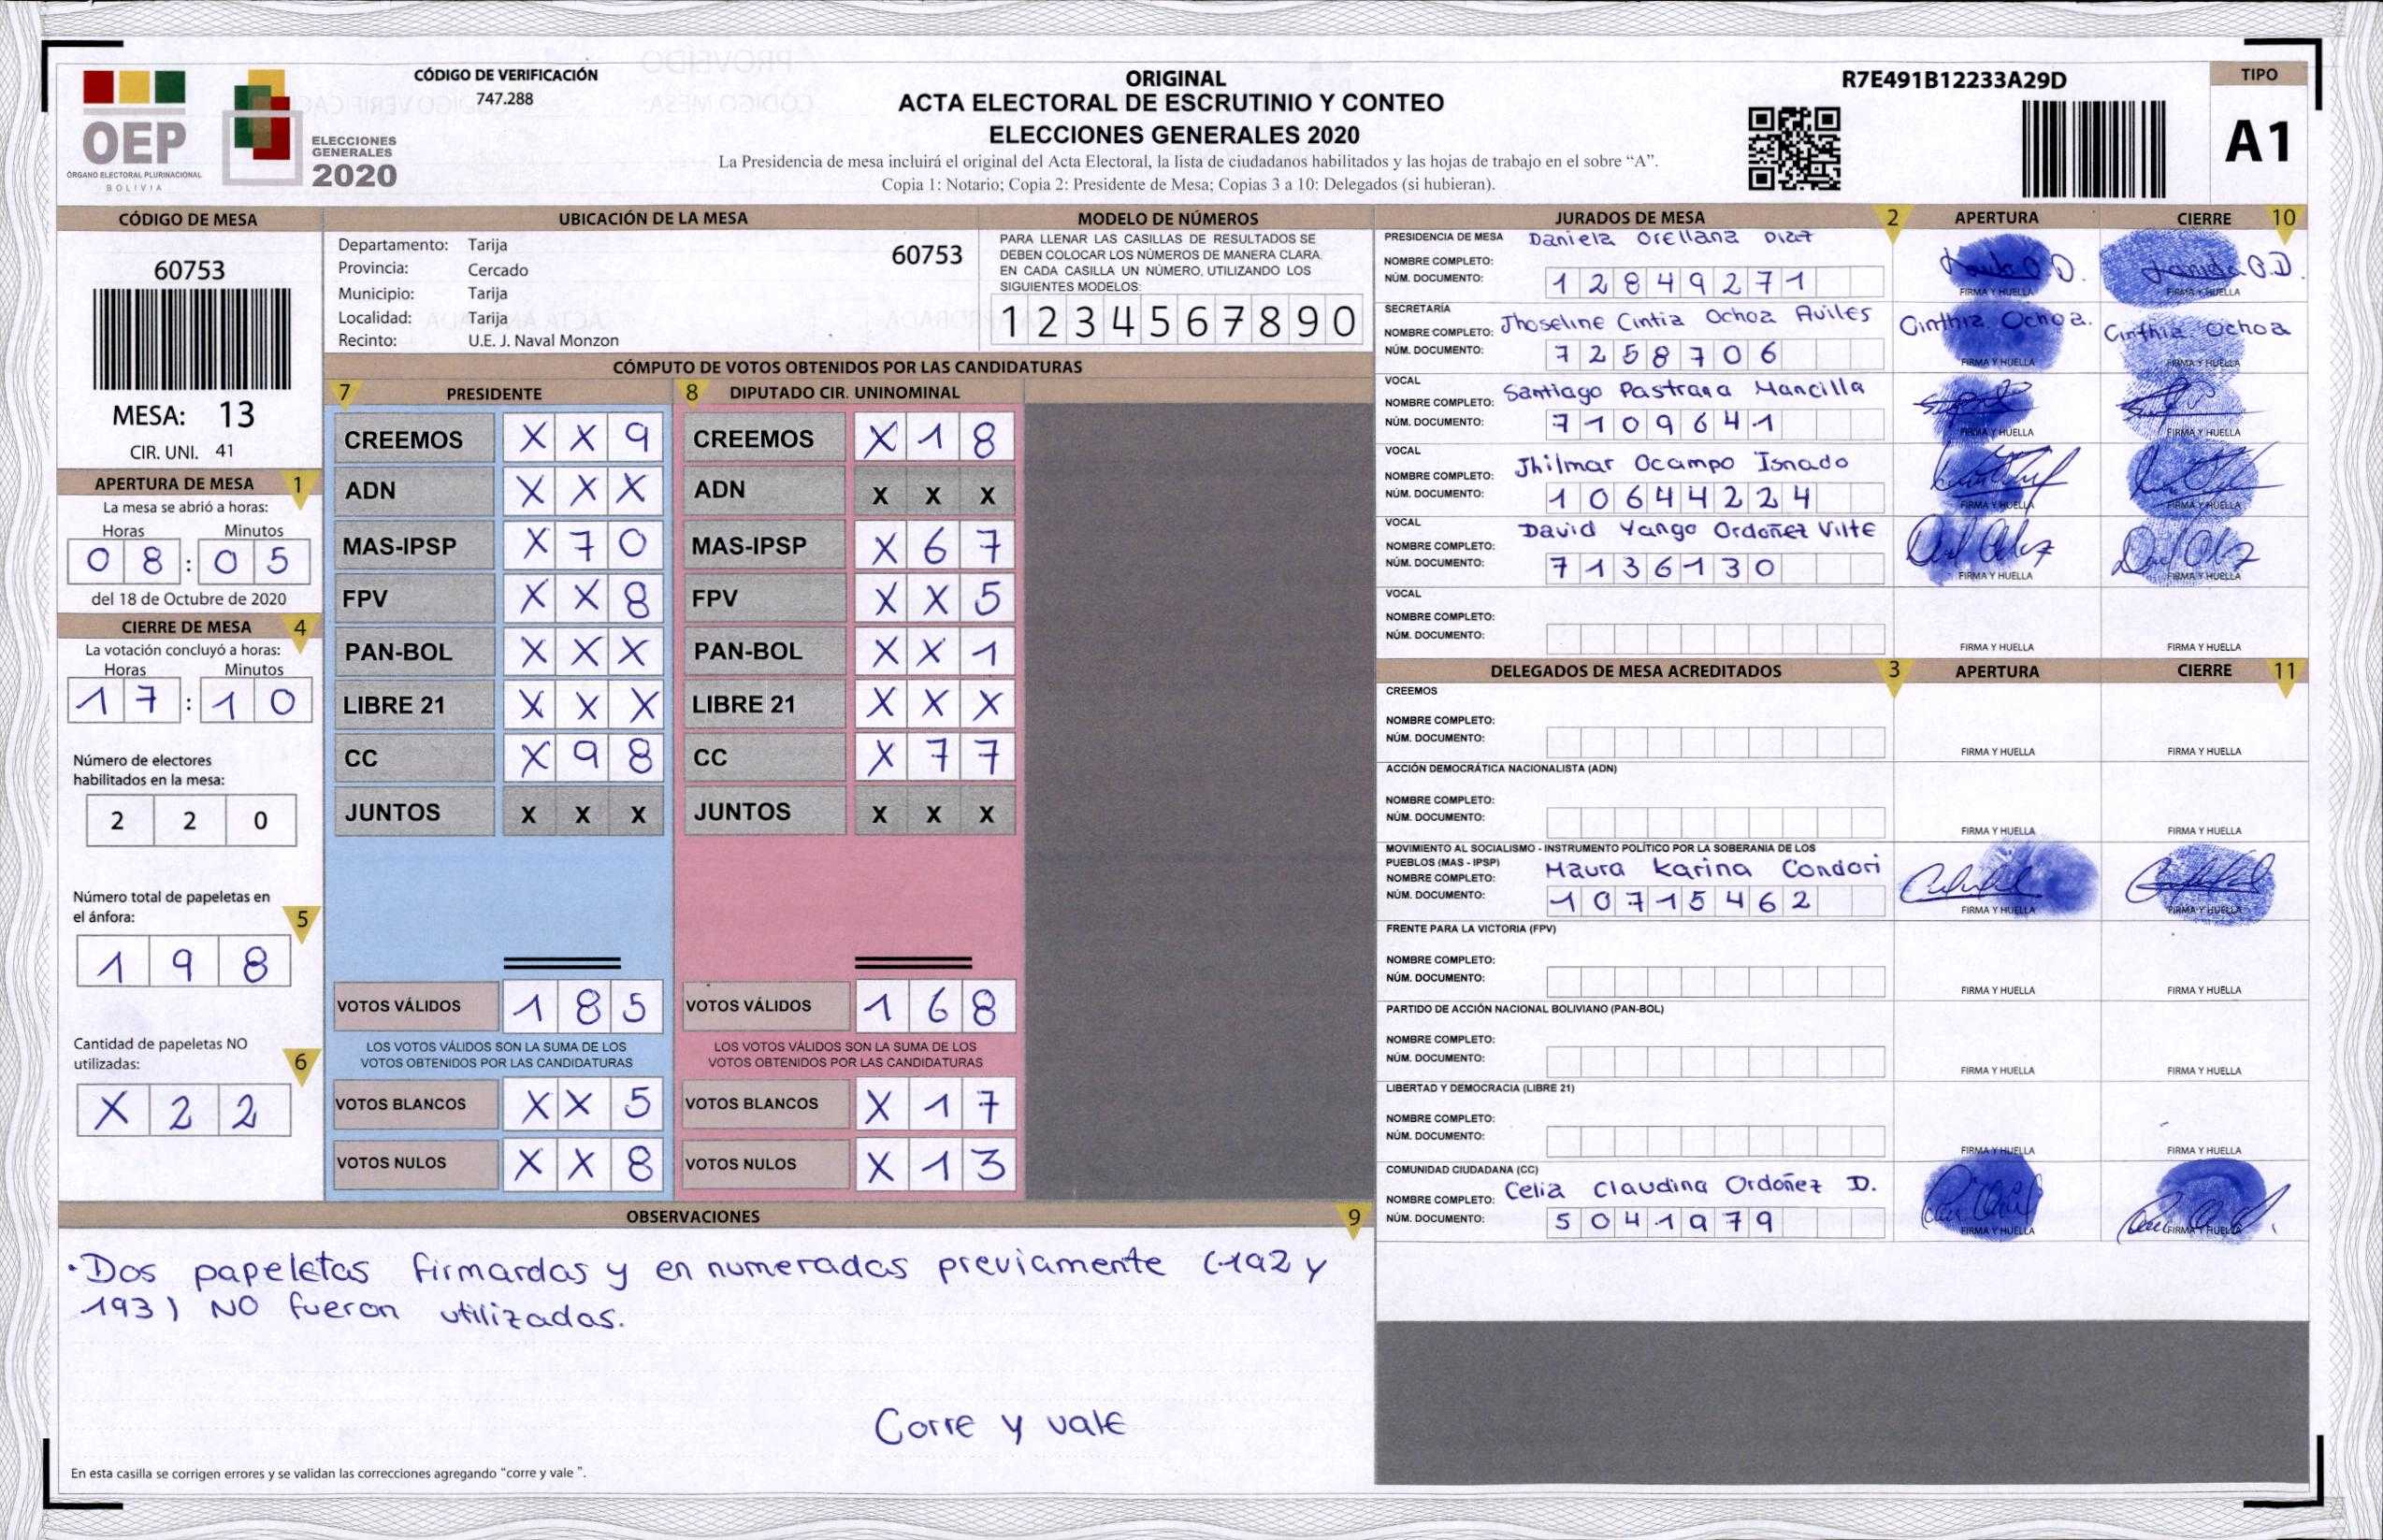 CÓDIGO DE VERIFICACIÓN
747.288
OEP
ÓRGANO ELECTORAL PLURINACIONAL
BOLIVIA
ELECCIONES
GENERALES
2020
ORIGINAL
ACTA ELECTORAL DE ESCRUTINIO Y CONTEO
ELECCIONES GENERALES 2020
La Presidencia de mesa incluirá el original del Acta Electoral, la lista de ciudadanos habilitados y las hojas de trabajo en el sobre “A”.
Copia 1: Notario; Copia 2: Presidente de Mesa; Copias 3 a 10: Delegados (si hubieran).
R7E491B12233A29D
TIPO
A1
CÓDIGO DE MESA
60753
MESA: 13
CIR. UNI. 41
APERTURA DE MESA 1
La mesa se abrió a horas:
Horas Minutos
0 8 : 0 5
del 18 de Octubre de 2020
CIERRE DE MESA 4
La votación concluyó a horas:
Horas Minutos
1 7 : 1 0
Número de electores
habilitados en la mesa:
2 2 0
Número total de papeletas en
el ánfora: 5
1 9 8
Cantidad de papeletas NO
utilizadas: 6
X 2 2
UBICACIÓN DE LA MESA
Departamento: Tarija
60753
Provincia: Cercado
Municipio: Tarija
Localidad: Tarija
Recinto: U.E. J. Naval Monzon
MODELO DE NÚMEROS
PARA LLENAR LAS CASILLAS DE RESULTADOS SE
DEBEN COLOCAR LOS NÚMEROS DE MANERA CLARA.
EN CADA CASILLA UN NÚMERO, UTILIZANDO LOS
SIGUIENTES MODELOS:
1 2 3 4 5 6 7 8 9 0
CÓMPUTO DE VOTOS OBTENIDOS POR LAS CANDIDATURAS
7 PRESIDENTE
CREEMOS X X 9
ADN X X X
MAS-IPSP X 7 0
FPV X X 8
PAN-BOL X X X
LIBRE 21 X X X
CC X 9 8
JUNTOS X X X
VOTOS VÁLIDOS 1 8 5
LOS VOTOS VÁLIDOS SON LA SUMA DE LOS
VOTOS OBTENIDOS POR LAS CANDIDATURAS
VOTOS BLANCOS X X 5
VOTOS NULOS X X 8
8 DIPUTADO CIR. UNINOMINAL
CREEMOS X 1 8
ADN X X X
MAS-IPSP X 6 7
FPV X X 5
PAN-BOL X X 1
LIBRE 21 X X X
CC X 7 7
JUNTOS X X X
VOTOS VÁLIDOS 1 6 8
LOS VOTOS VÁLIDOS SON LA SUMA DE LOS
VOTOS OBTENIDOS POR LAS CANDIDATURAS
VOTOS BLANCOS X 1 7
VOTOS NULOS X 1 3
OBSERVACIONES 9
·Dos papeletas firmardas y en numeradas previamente (192 y
193) NO fueron utilizadas.
Corre y vale
En esta casilla se corrigen errores y se validan las correcciones agregando “corre y vale ”.
JURADOS DE MESA 2 APERTURA CIERRE 10
PRESIDENCIA DE MESA Daniela Orellana Diaz
NOMBRE COMPLETO:
NÚM. DOCUMENTO: 1 2 8 4 9 2 7 1
FIRMA Y HUELLA FIRMA Y HUELLA
SECRETARÍA
NOMBRE COMPLETO: Jhoseline Cintia Ochoa Aviles
Cinthia Ochoa. Cinthia Ochoa
NÚM. DOCUMENTO: 7 2 5 8 7 0 6
FIRMA Y HUELLA FIRMA Y HUELLA
VOCAL
NOMBRE COMPLETO: Santiago Pastrana Mancilla
NÚM. DOCUMENTO: 7 1 0 9 6 4 1
FIRMA Y HUELLA FIRMA Y HUELLA
VOCAL
NOMBRE COMPLETO: Jhilmar Ocampo Isnado
NÚM. DOCUMENTO: 1 0 6 4 4 2 2 4
FIRMA Y HUELLA FIRMA Y HUELLA
VOCAL David Yango Ordoñez Vilte
NOMBRE COMPLETO:
NÚM. DOCUMENTO: 7 1 3 6 1 3 0
FIRMA Y HUELLA FIRMA Y HUELLA
VOCAL
NOMBRE COMPLETO:
NÚM. DOCUMENTO:
FIRMA Y HUELLA FIRMA Y HUELLA
DELEGADOS DE MESA ACREDITADOS 3 APERTURA CIERRE 11
CREEMOS
NOMBRE COMPLETO:
NÚM. DOCUMENTO:
FIRMA Y HUELLA FIRMA Y HUELLA
ACCIÓN DEMOCRÁTICA NACIONALISTA (ADN)
NOMBRE COMPLETO:
NÚM. DOCUMENTO:
FIRMA Y HUELLA FIRMA Y HUELLA
MOVIMIENTO AL SOCIALISMO - INSTRUMENTO POLÍTICO POR LA SOBERANIA DE LOS
PUEBLOS (MAS - IPSP) Maura Karina Condori
NOMBRE COMPLETO:
NÚM. DOCUMENTO: 1 0 7 1 5 4 6 2
FIRMA Y HUELLA FIRMA Y HUELLA
FRENTE PARA LA VICTORIA (FPV)
NOMBRE COMPLETO:
NÚM. DOCUMENTO:
FIRMA Y HUELLA FIRMA Y HUELLA
PARTIDO DE ACCIÓN NACIONAL BOLIVIANO (PAN-BOL)
NOMBRE COMPLETO:
NÚM. DOCUMENTO:
FIRMA Y HUELLA FIRMA Y HUELLA
LIBERTAD Y DEMOCRACIA (LIBRE 21)
NOMBRE COMPLETO:
NÚM. DOCUMENTO:
FIRMA Y HUELLA FIRMA Y HUELLA
COMUNIDAD CIUDADANA (CC)
NOMBRE COMPLETO: Celia Claudina Ordoñez D.
NÚM. DOCUMENTO: 5 0 4 1 9 7 9
FIRMA Y HUELLA FIRMA Y HUELLA